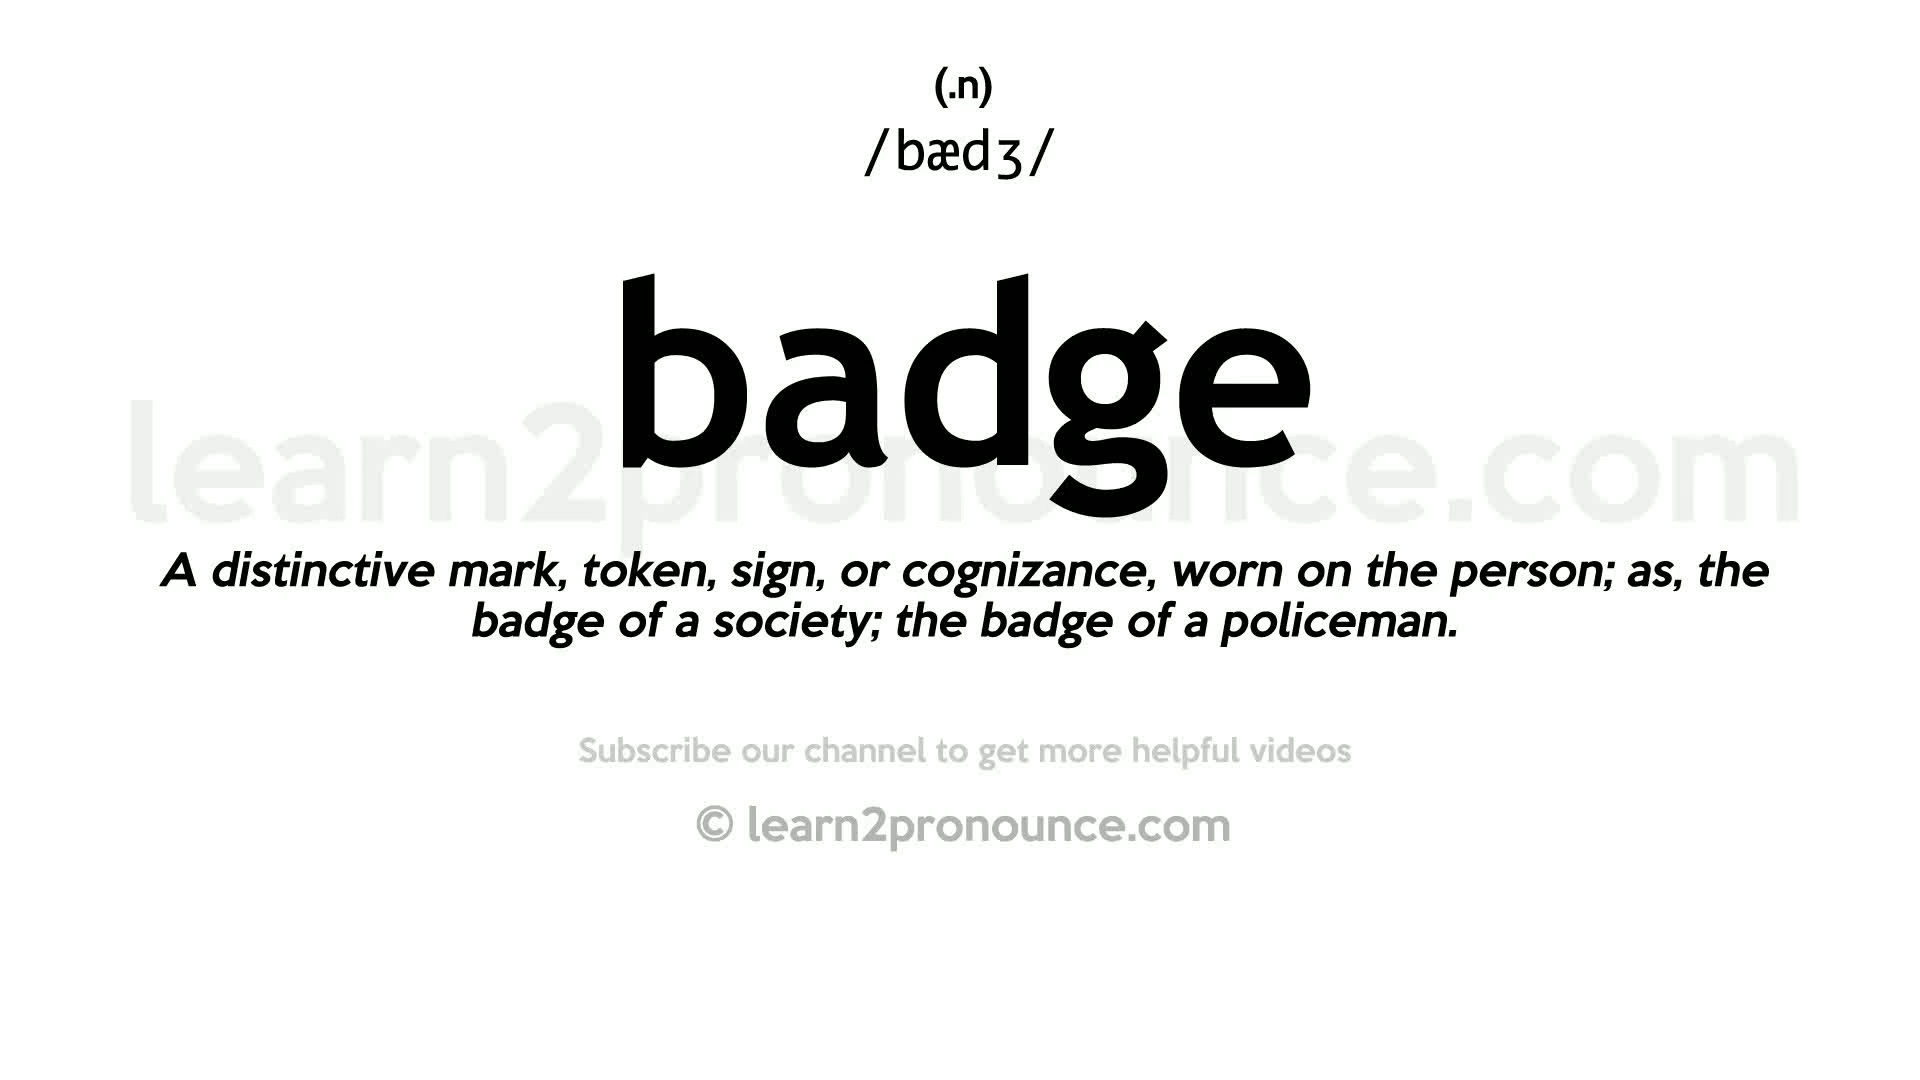 (.n)
/bædʒ/
badge
learn2pronounce.com
A distinctive mark, token, sign, or cognizance, worn on the person; as, the
badge of a society; the badge of a policeman.
Subscribe our channel to get more helpful videos
© learn2pronounce.com